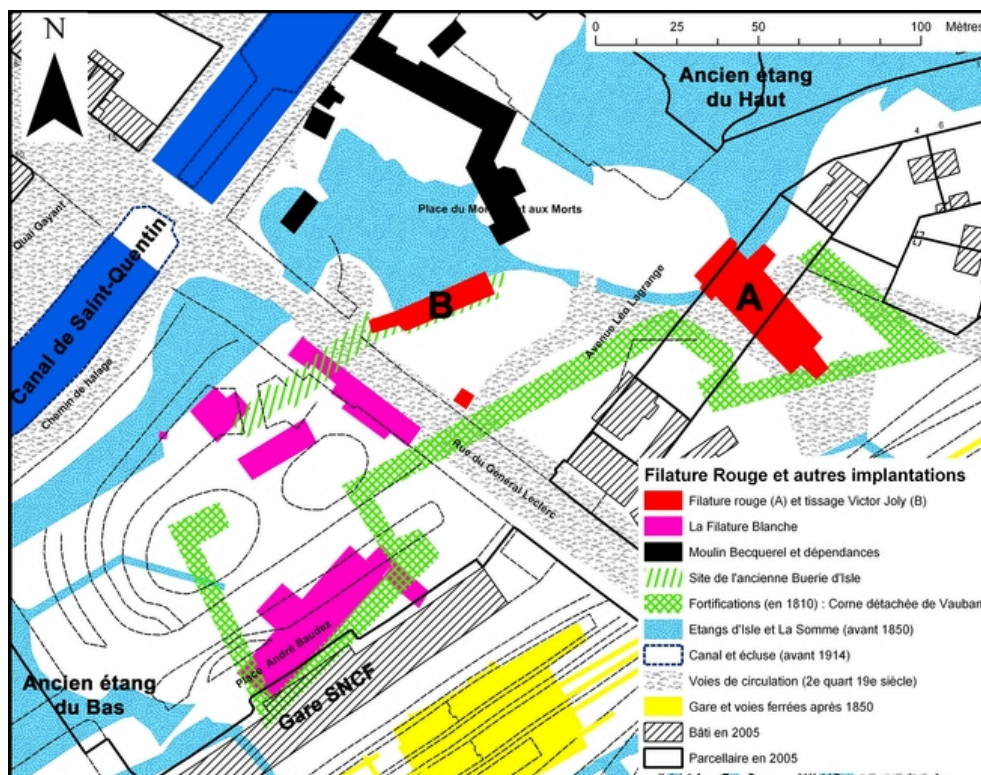 N
0 25 50 100 Mètres
Ancien étang
du Haut
4 6
Quai Gayant
Place du Mon nt aux Morts
Canal de Saint-Quentin
Chemin de halage
B
A
Avenue Léo Lagrange
Rue du Général Leclerc
Place André Baudez
Gare SNCF
Ancien étang
du Bas
Filature Rouge et autres implantations
Filature rouge (A) et tissage Victor Joly (B)
La Filature Blanche
Moulin Becquerel et dépendances
Site de l'ancienne Buerie d'Isle
Fortifications (en 1810) : Corne détachée de Vauban
Etangs d'Isle et La Somme (avant 1850)
Canal et écluse (avant 1914)
Voies de circulation (2e quart 19e siècle)
Gare et voies ferrées après 1850
Bâti en 2005
Parcellaire en 2005